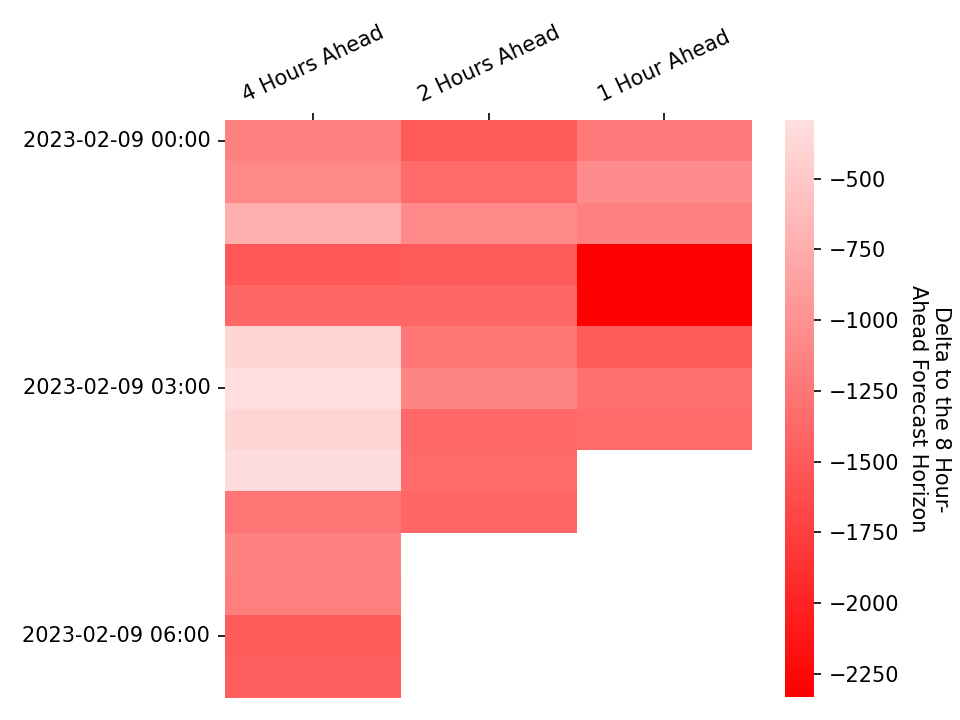 4 Hours Ahead
2 Hours Ahead
1 Hour Ahead
2023-02-09 00:00
2023-02-09 03:00
2023-02-09 06:00
−500
−750
−1000
−1250
−1500
−1750
−2000
−2250
Delta to the 8 Hour-
Ahead Forecast Horizon